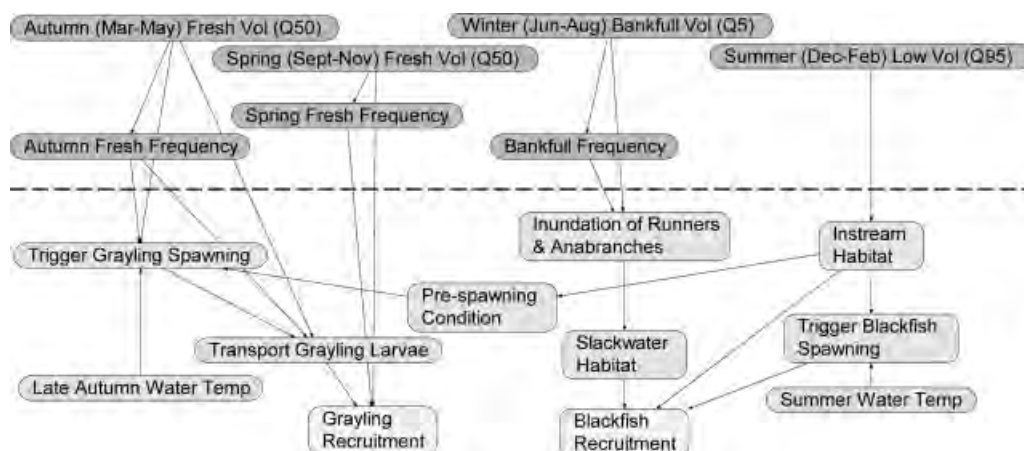 Autumn (Mar-May) Fresh Vol (Q50)
Winter (Jun-Aug) Bankfull Vol (Q5)
Spring (Sept-Nov) Fresh Vol (Q50)
Summer (Dec-Feb) Low Vol (Q95)
Spring Fresh Frequency
Autumn Fresh Frequency
Bankfull Frequency
Inundation of Runners
& Anabranches
Instream
Habitat
Trigger Grayling Spawning
Pre-spawning
Condition
Trigger Blackfish
Spawning
Transport Grayling Larvae
Slackwater
Habitat
Late Autumn Water Temp
Summer Water Temp
Grayling
Recruitment
Blackfish
Recruitment